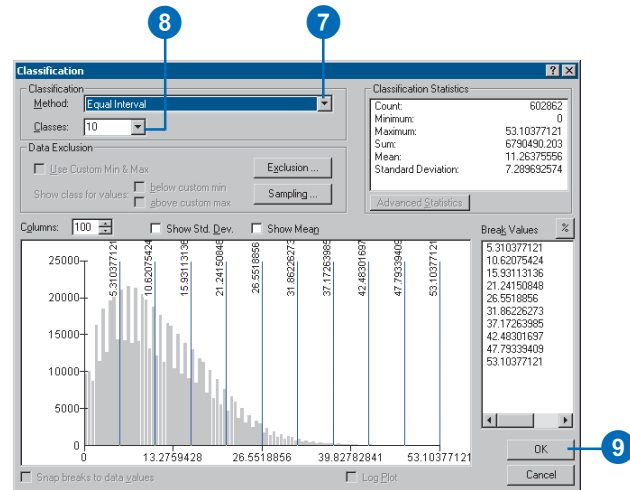 8
7
Classification
Classification
Method: Equal Interval
Classes: 10
Classification Statistics
Count: 602862
Minimum: 0
Maximum: 53.10377121
Sum: 6790490.203
Mean: 11.26375556
Standard Deviation: 7.289692574
Advanced Statistics
Data Exclusion
Use Custom Min & Max
Exclusion ...
Show class for values: below custom min
above custom max
Sampling ...
Columns: 100
Show Std. Dev.
Show Mean
Break Values
%
5.310377121
10.62075424
15.93113136
21.24150848
26.5518856
31.86226273
37.17263985
42.48301697
47.79339409
53.10377121
25000
20000
15000
10000
5000
0
5.310377121
10.62075424
15.93113136
21.24150848
26.5518856
31.86226273
37.17263985
42.48301697
47.79339409
53.10377121
0
13.2759428
26.5518856
39.82782841
53.10377121
OK
9
Snap breaks to data values
Log Plot
Cancel